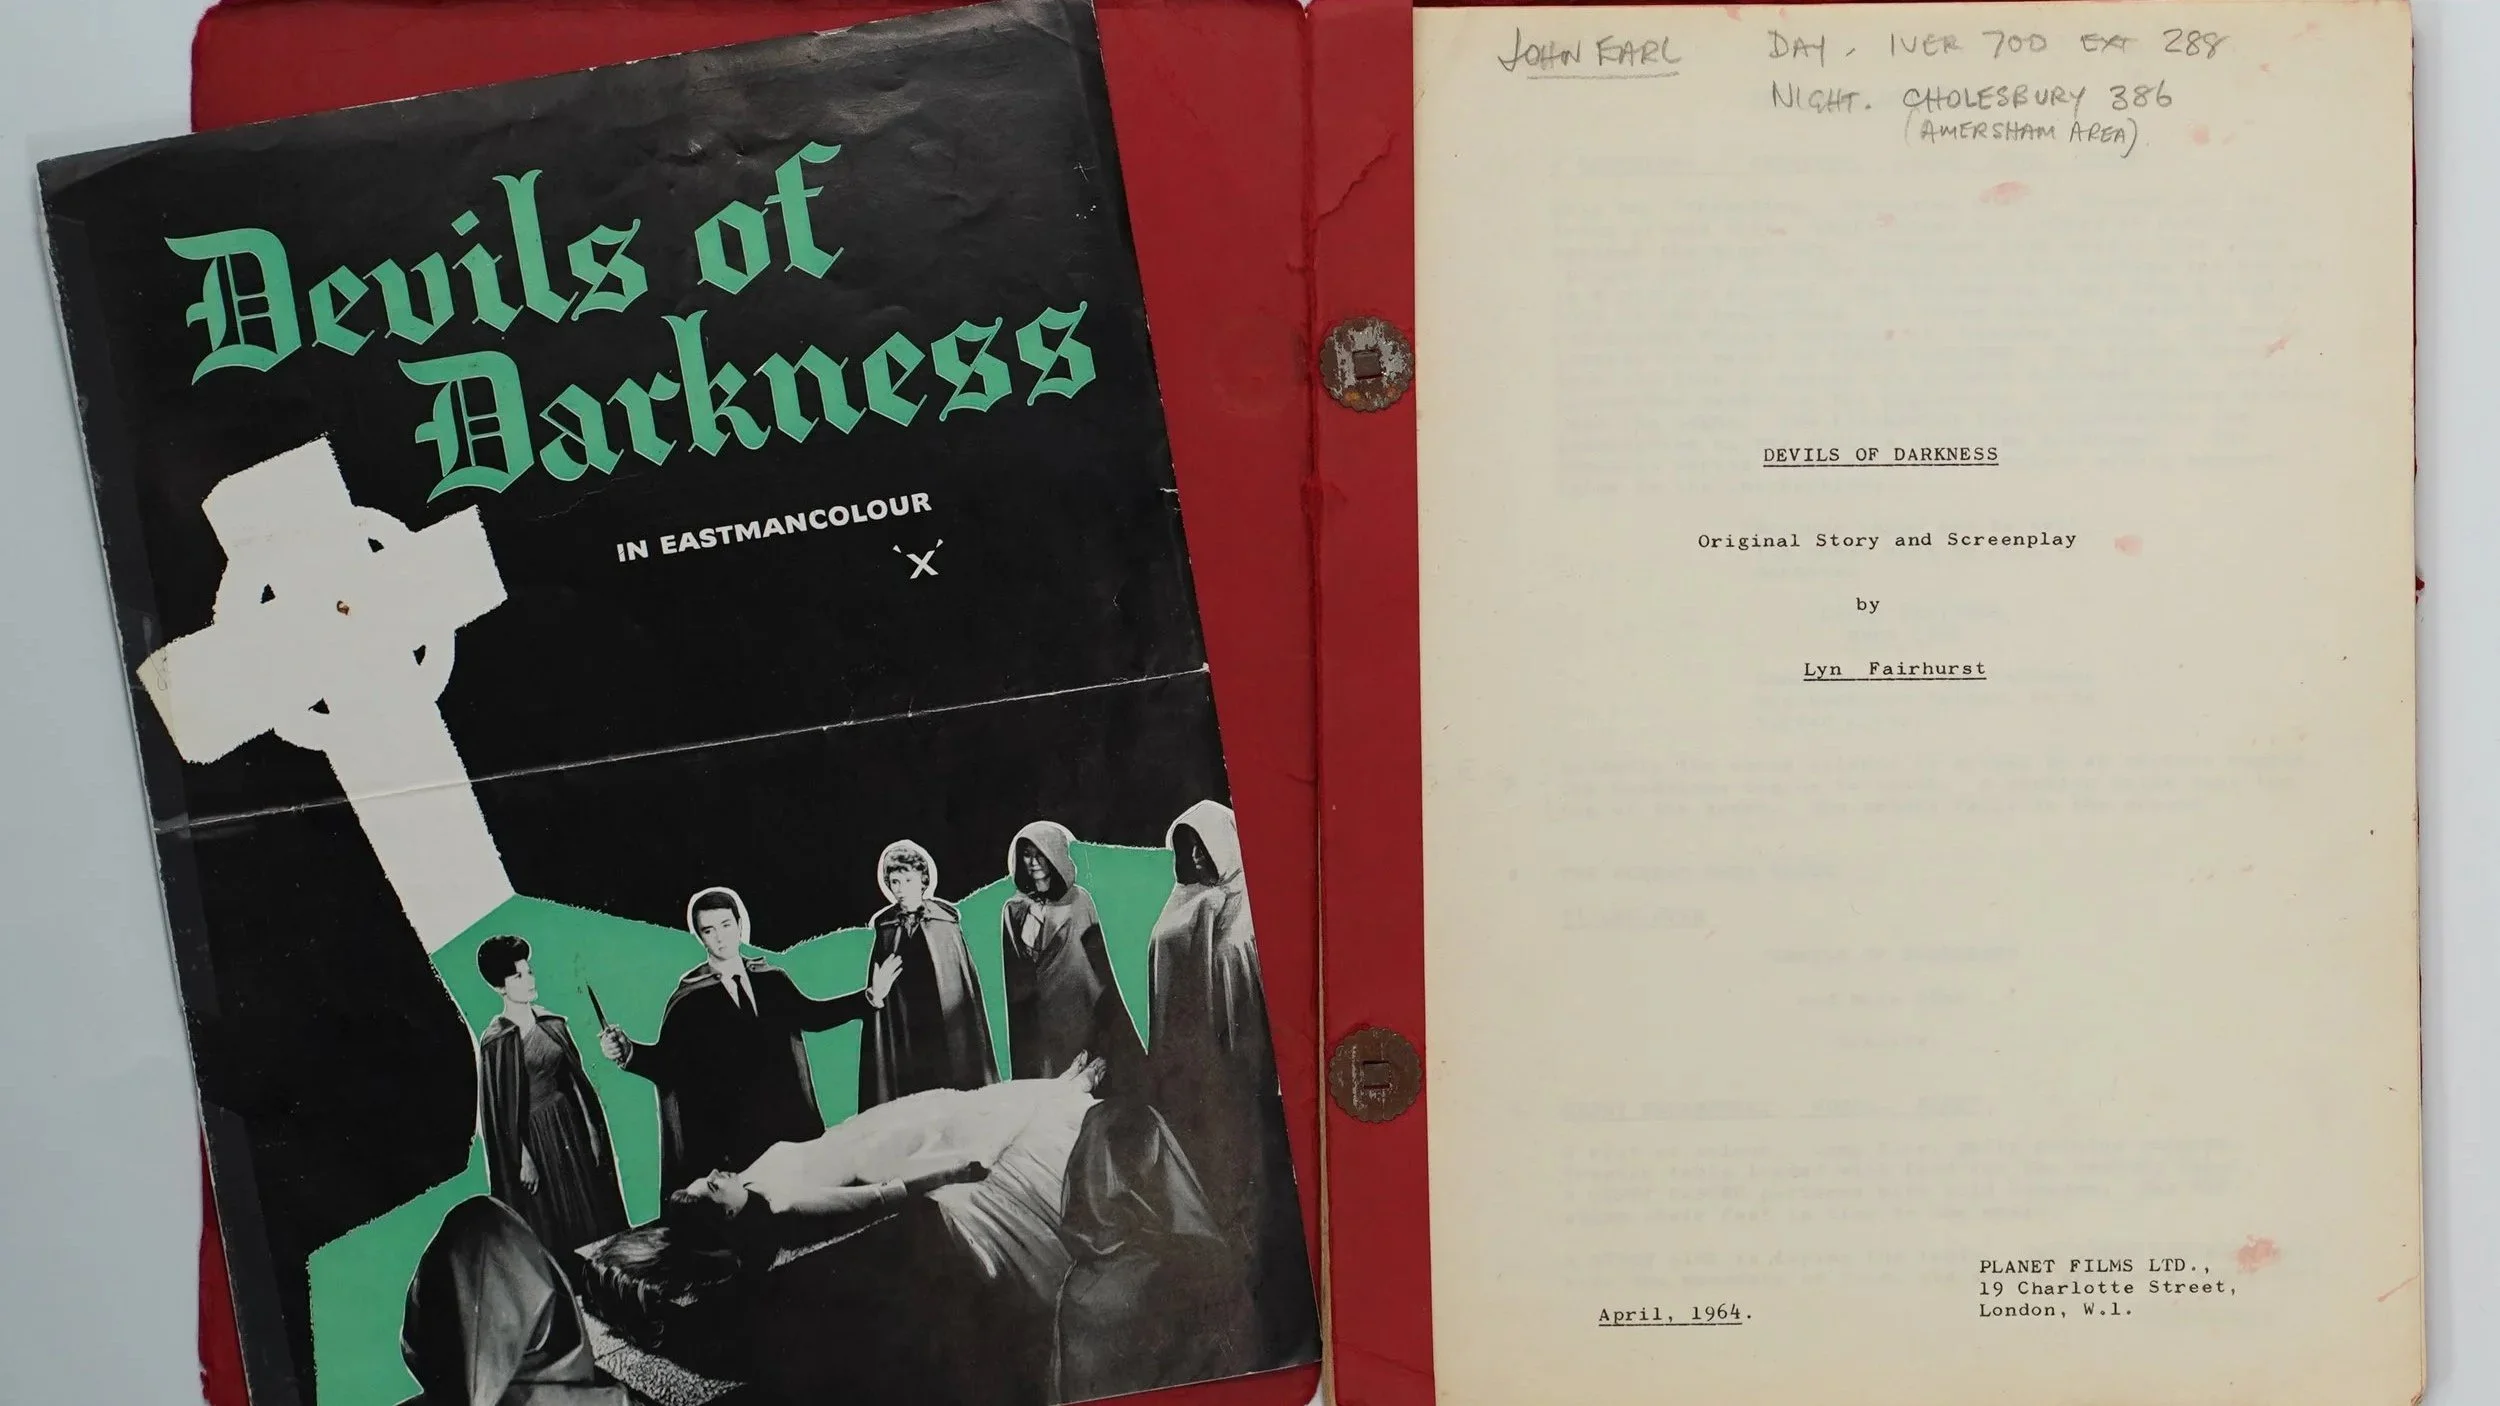 Devils of
Darkness
IN EASTMANCOLOUR
'X'
JOHN EARL DAY. IVER 700 EXT 288
NIGHT. CHOLESBURY 386
(AMERSHAM AREA)
DEVILS OF DARKNESS
Original Story and Screenplay
by
Lyn Fairhurst
PLANET FILMS LTD.,
19 Charlotte Street,
London, W.1.
April, 1964.